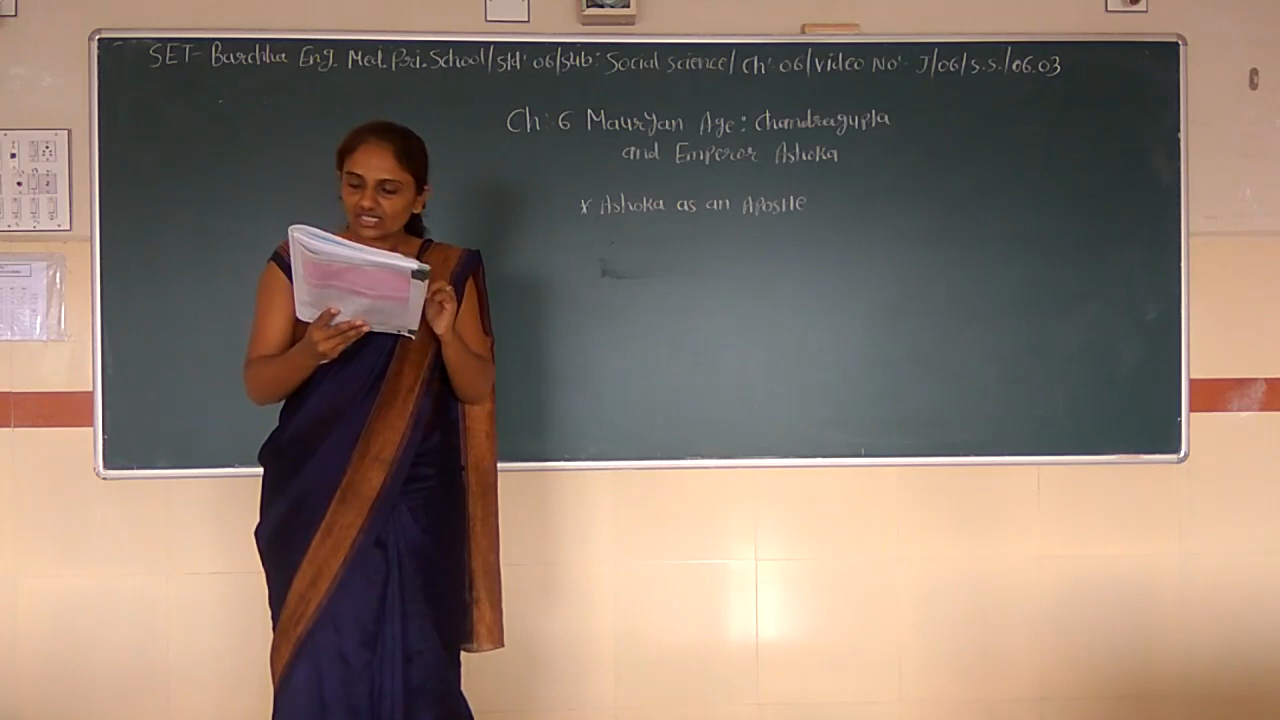 SET- Barchha Eng. Med. Pri. School/std: 06/sub: Social science/ Ch: 06/video No:- J/06/S.S./06.03
Ch: 6 Mauryan Age: Chandragupta
and Emperor Ashoka
* Ashoka as an Apostle